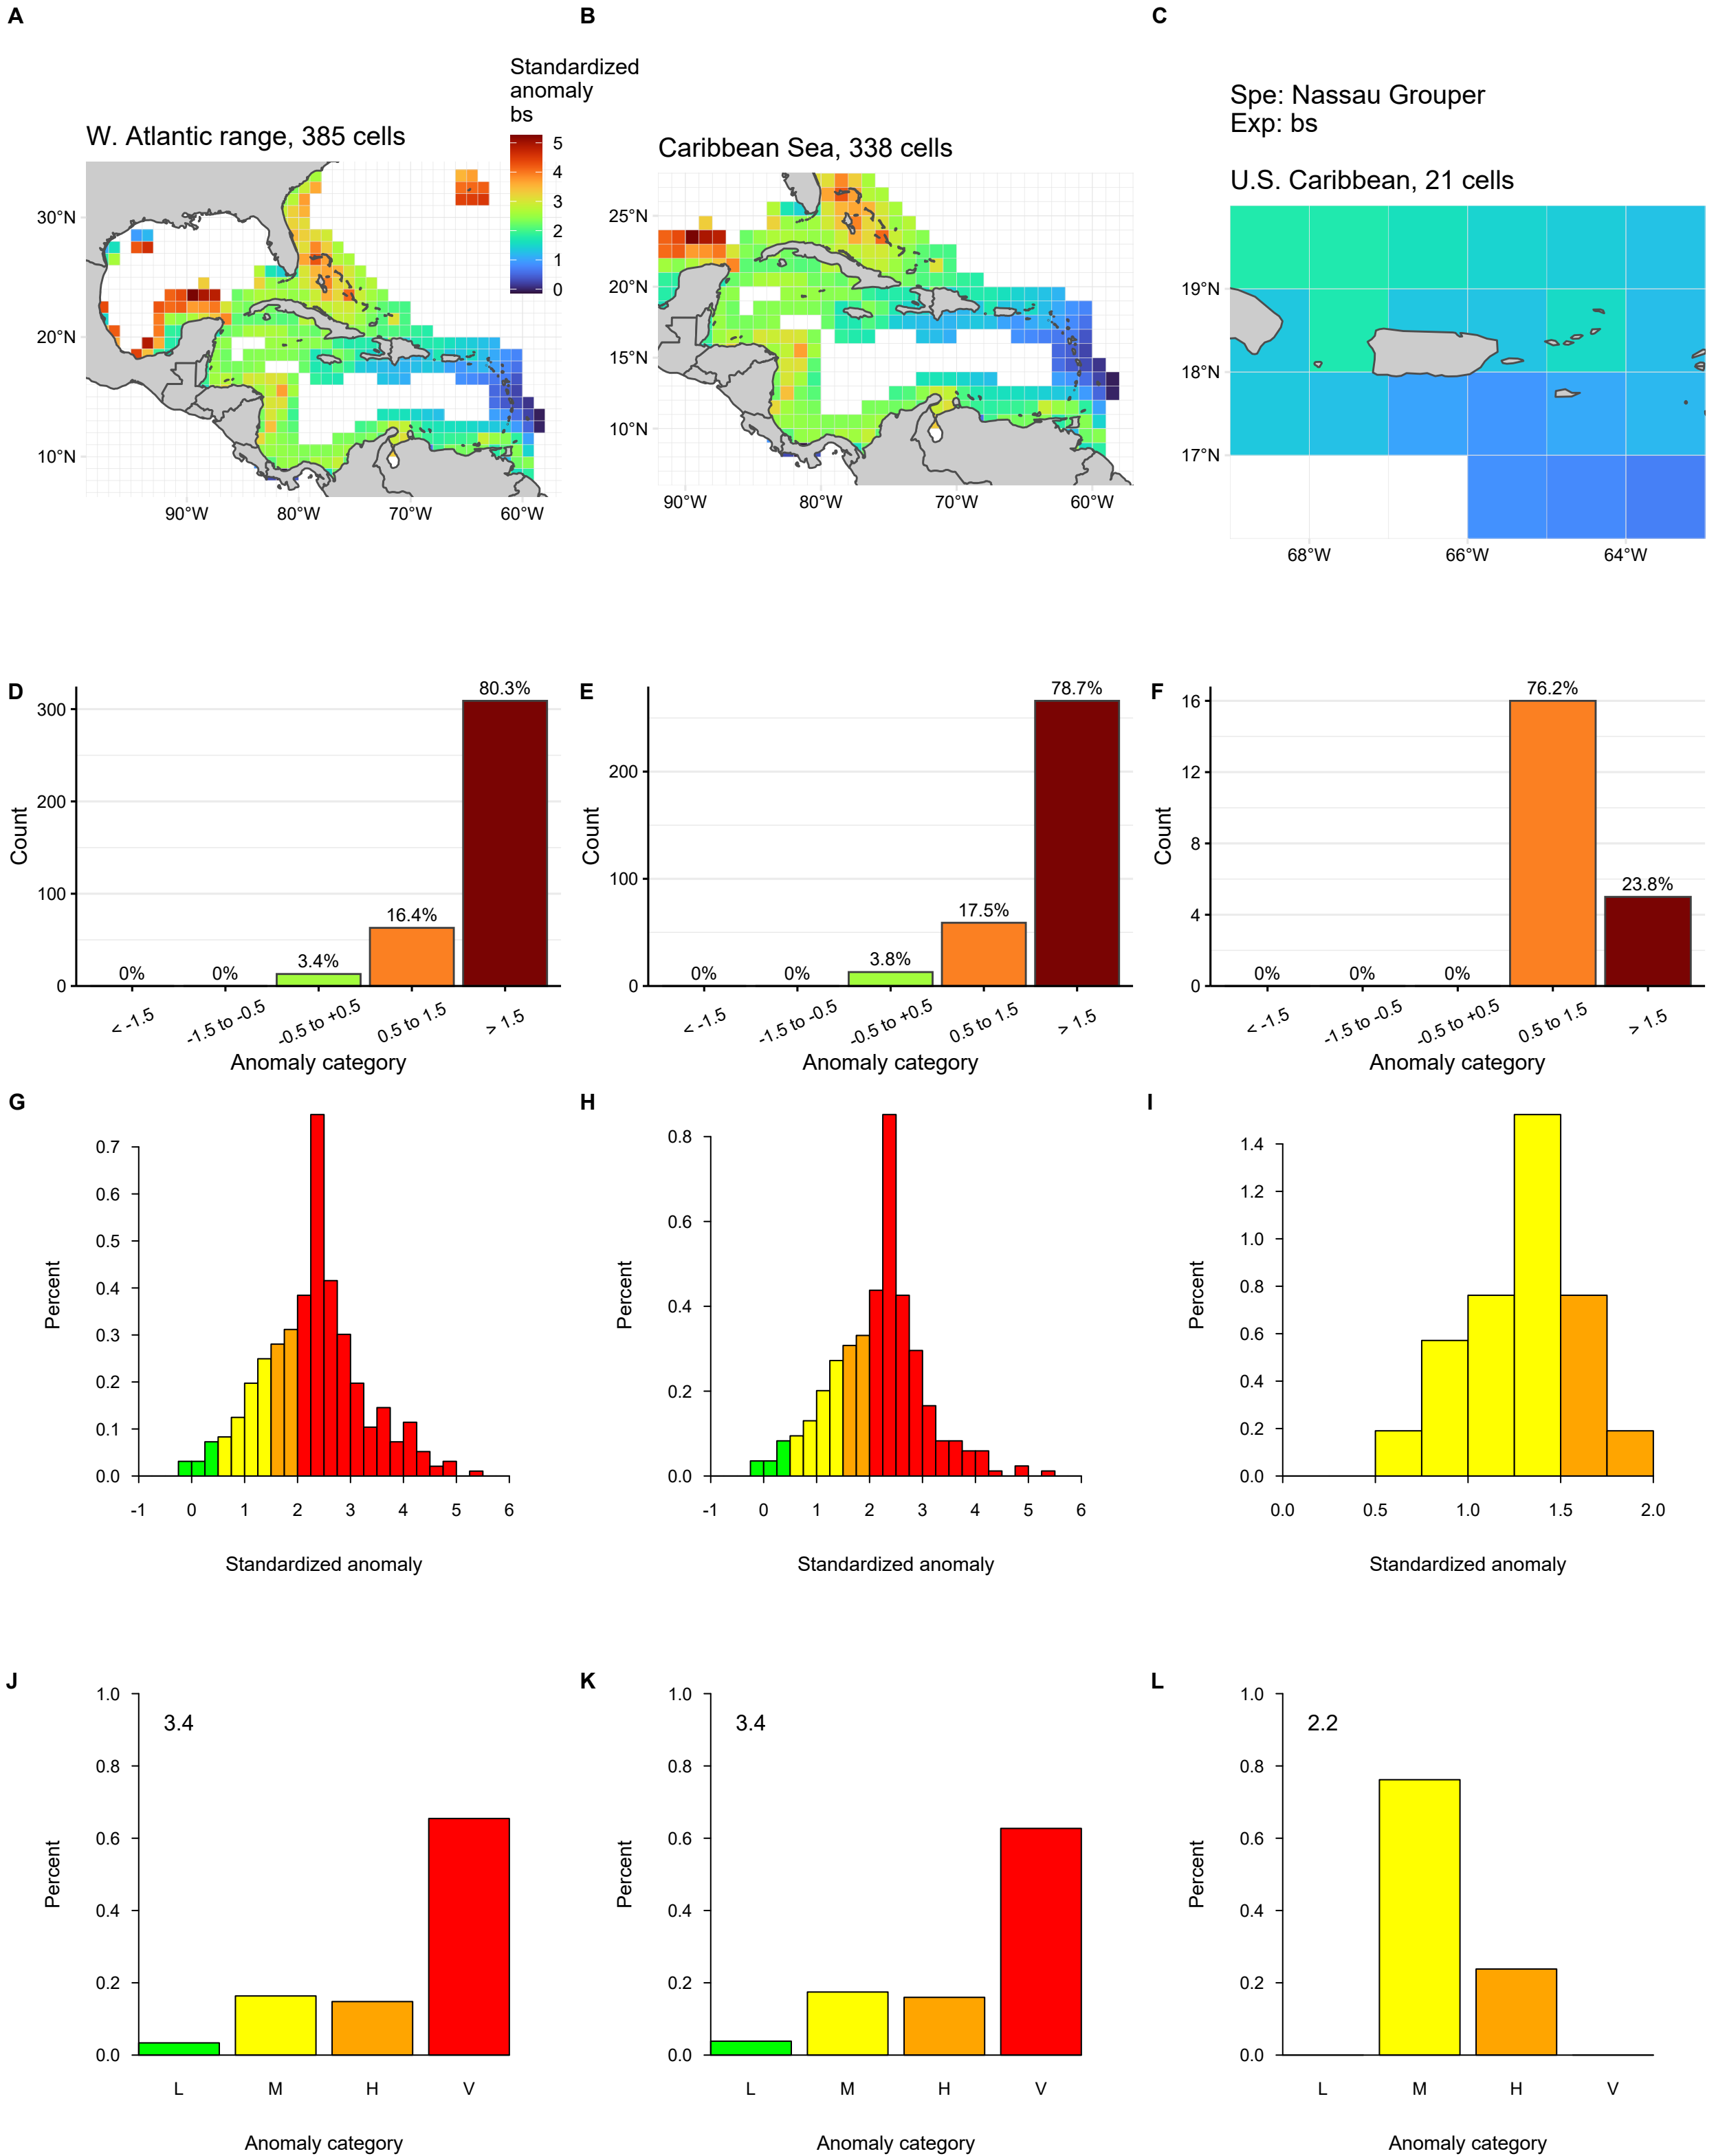 A
B
C
Standardized
anomaly
bs
5
4
3
2
1
0
W. Atlantic range, 385 cells
30°N
20°N
10°N
90°W 80°W 70°W 60°W
Caribbean Sea, 338 cells
25°N
20°N
15°N
10°N
90°W 80°W 70°W 60°W
Spe: Nassau Grouper
Exp: bs
U.S. Caribbean, 21 cells
19°N
18°N
17°N
68°W 66°W 64°W
D
Count
300
200
100
0
0% 0% 3.4% 16.4% 80.3%
< -1.5 -1.5 to -0.5 -0.5 to +0.5 0.5 to 1.5 > 1.5
Anomaly category
E
Count
200
100
0
0% 0% 3.8% 17.5% 78.7%
< -1.5 -1.5 to -0.5 -0.5 to +0.5 0.5 to 1.5 > 1.5
Anomaly category
F
Count
16
12
8
4
0
0% 0% 0% 76.2% 23.8%
< -1.5 -1.5 to -0.5 -0.5 to +0.5 0.5 to 1.5 > 1.5
Anomaly category
G
Percent
0.7
0.6
0.5
0.4
0.3
0.2
0.1
0.0
-1 0 1 2 3 4 5 6
Standardized anomaly
H
Percent
0.8
0.6
0.4
0.2
0.0
-1 0 1 2 3 4 5 6
Standardized anomaly
I
Percent
1.4
1.2
1.0
0.8
0.6
0.4
0.2
0.0
0.0 0.5 1.0 1.5 2.0
Standardized anomaly
J
3.4
Percent
1.0
0.8
0.6
0.4
0.2
0.0
L M H V
Anomaly category
K
3.4
Percent
1.0
0.8
0.6
0.4
0.2
0.0
L M H V
Anomaly category
L
2.2
Percent
1.0
0.8
0.6
0.4
0.2
0.0
L M H V
Anomaly category